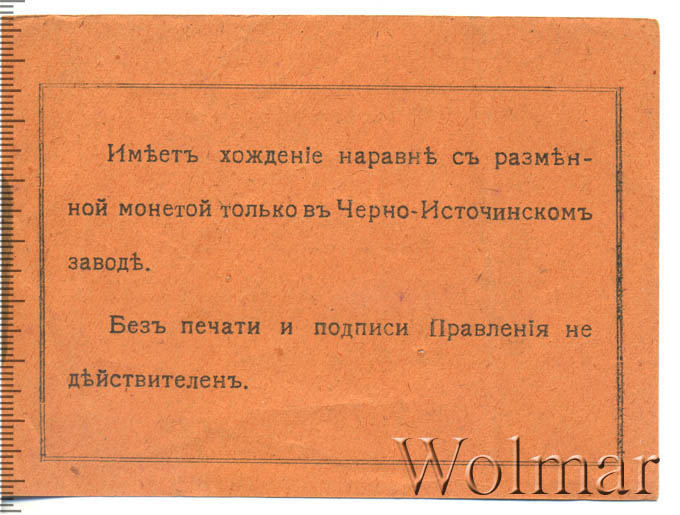 Имѣетъ хожденіе наравнѣ съ размѣн-
ной монетой только въ Черно-Источинскомъ
заводѣ.
Безъ печати и подписи Правленія не
дѣйствителенъ.
Wolmar